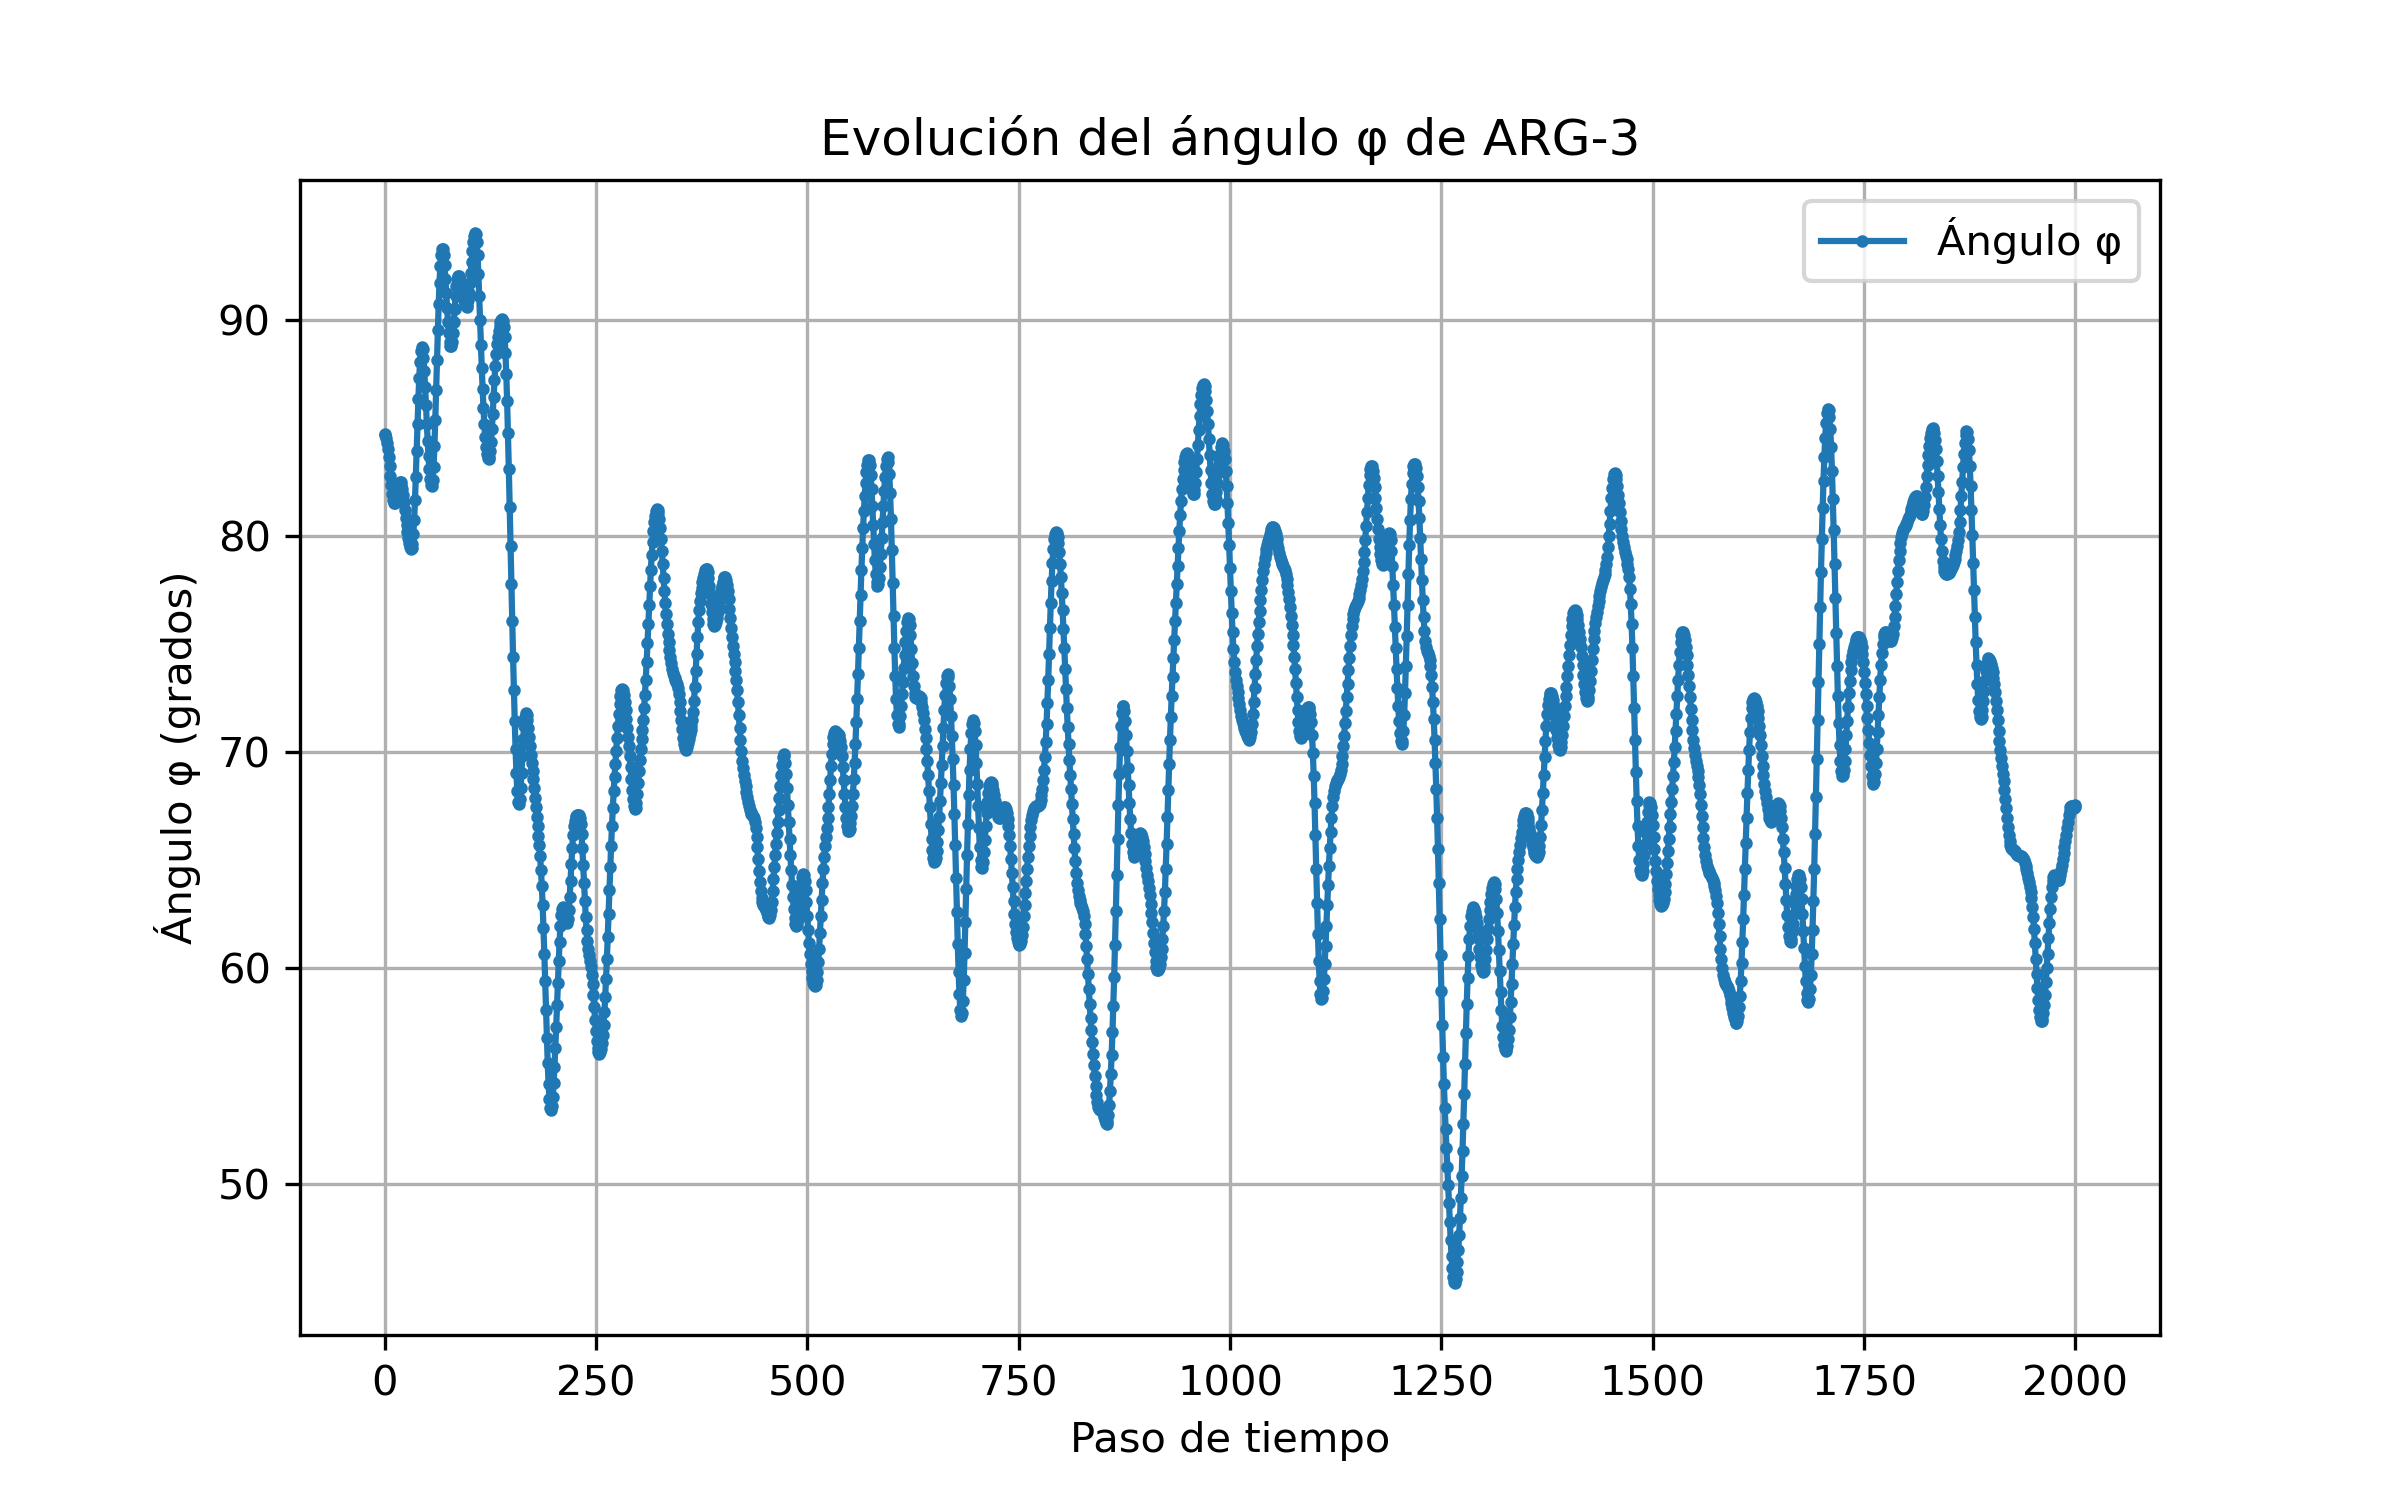 Evolución del ángulo φ de ARG-3
Ángulo φ
Ángulo φ (grados)
90
80
70
60
50
0 250 500 750 1000 1250 1500 1750 2000
Paso de tiempo